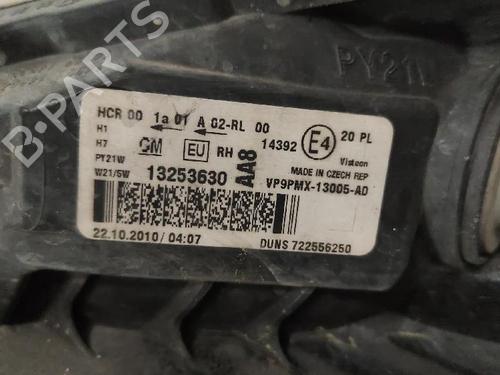 B-PARTS
PY21
HCR 00 1a 01 A 02-RL 00
H1
H7 GM EU RH 14392 E4 20 PL
PY21W Visteon
W21/5W 13253630 AA8 MADE IN CZECH REP
VP9PMX-13005-AD
22.10.2010/04:07 DUNS 722556250